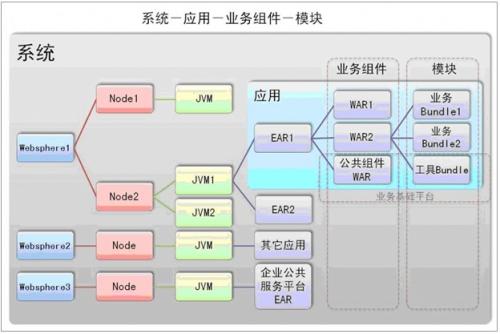 系统－应用－业务组件－模块
系统
业务组件
模块
应用
Node1
JVM
WAR1
业务
Bundle1
Websphere1
EAR1
WAR2
业务
Bundle2
JVM1
公共组件
WAR
工具Bundle
Node2
业务基础平台
JVM2
EAR2
Websphere2
Node
JVM
其它应用
Websphere3
Node
JVM
企业公共
服务平台
EAR